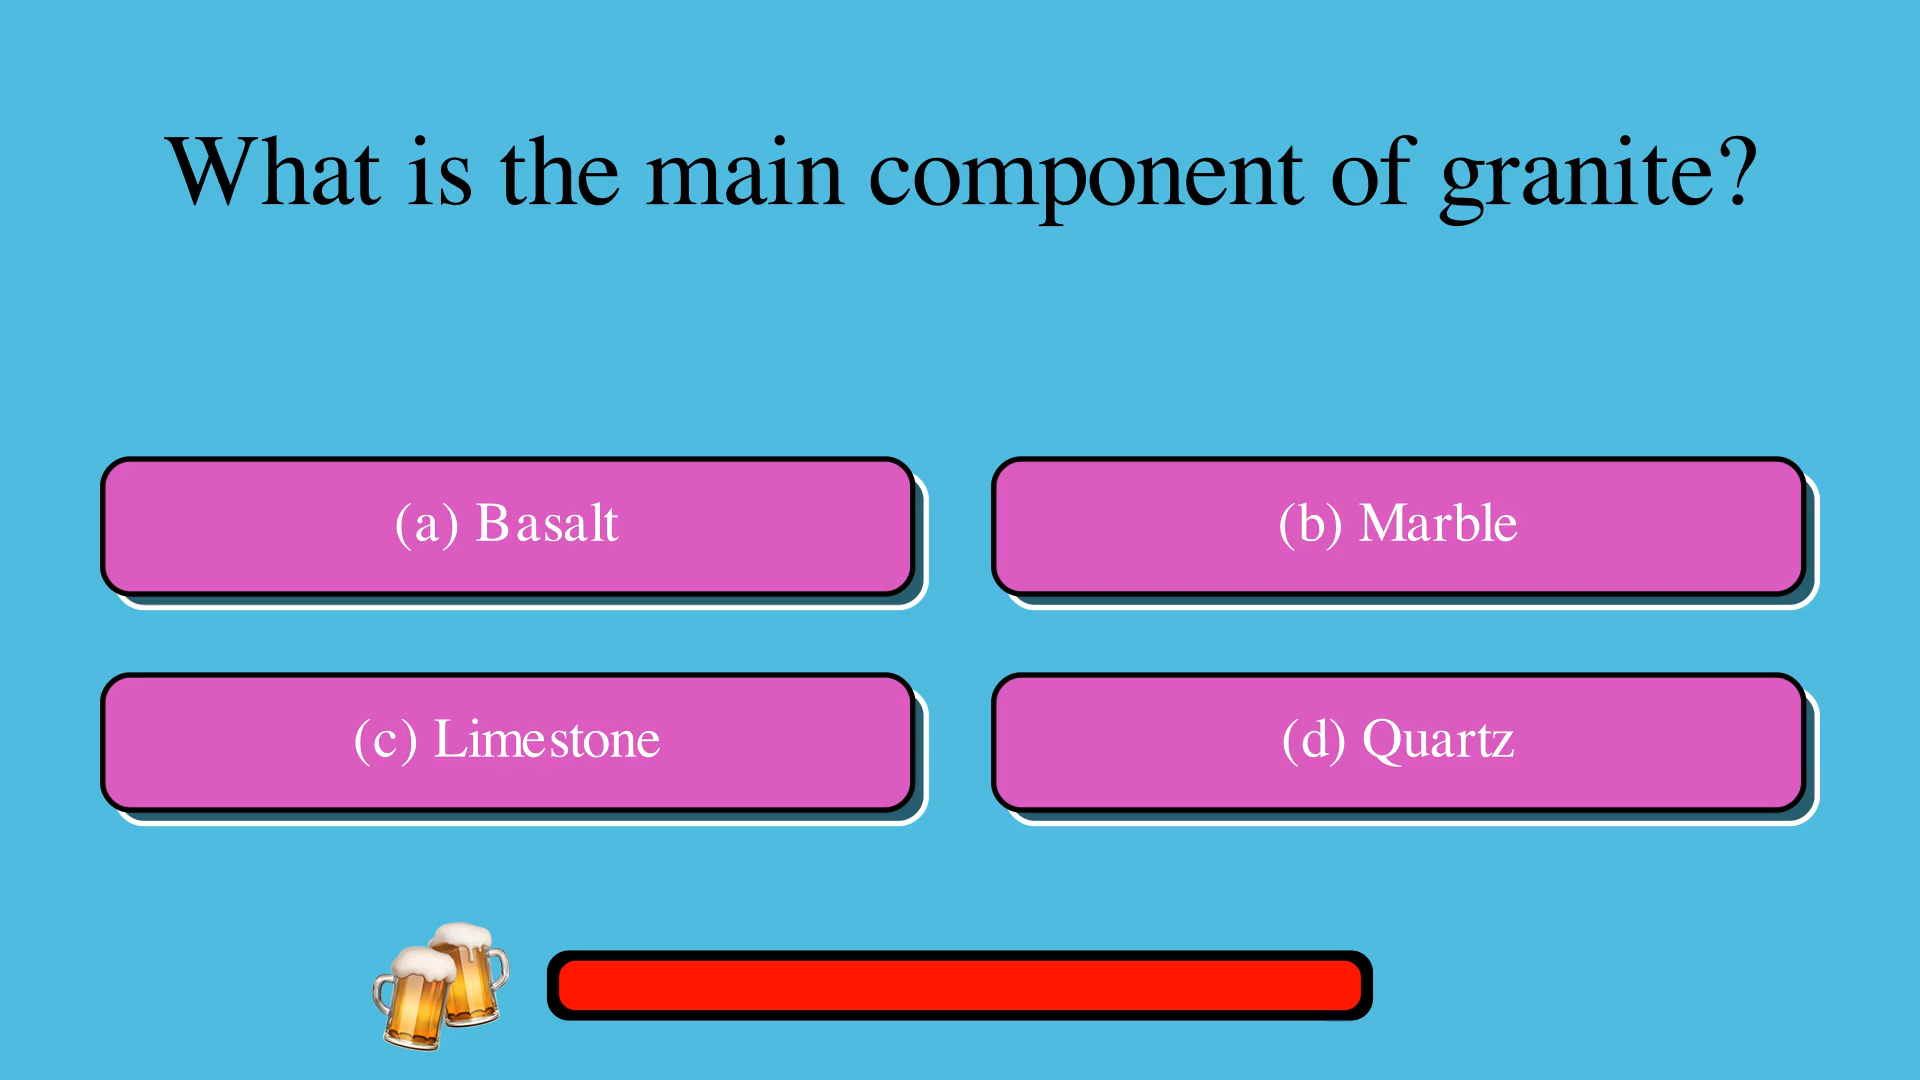 What is the main component of granite?
(a) Basalt
(b) Marble
(c) Limestone
(d) Quartz